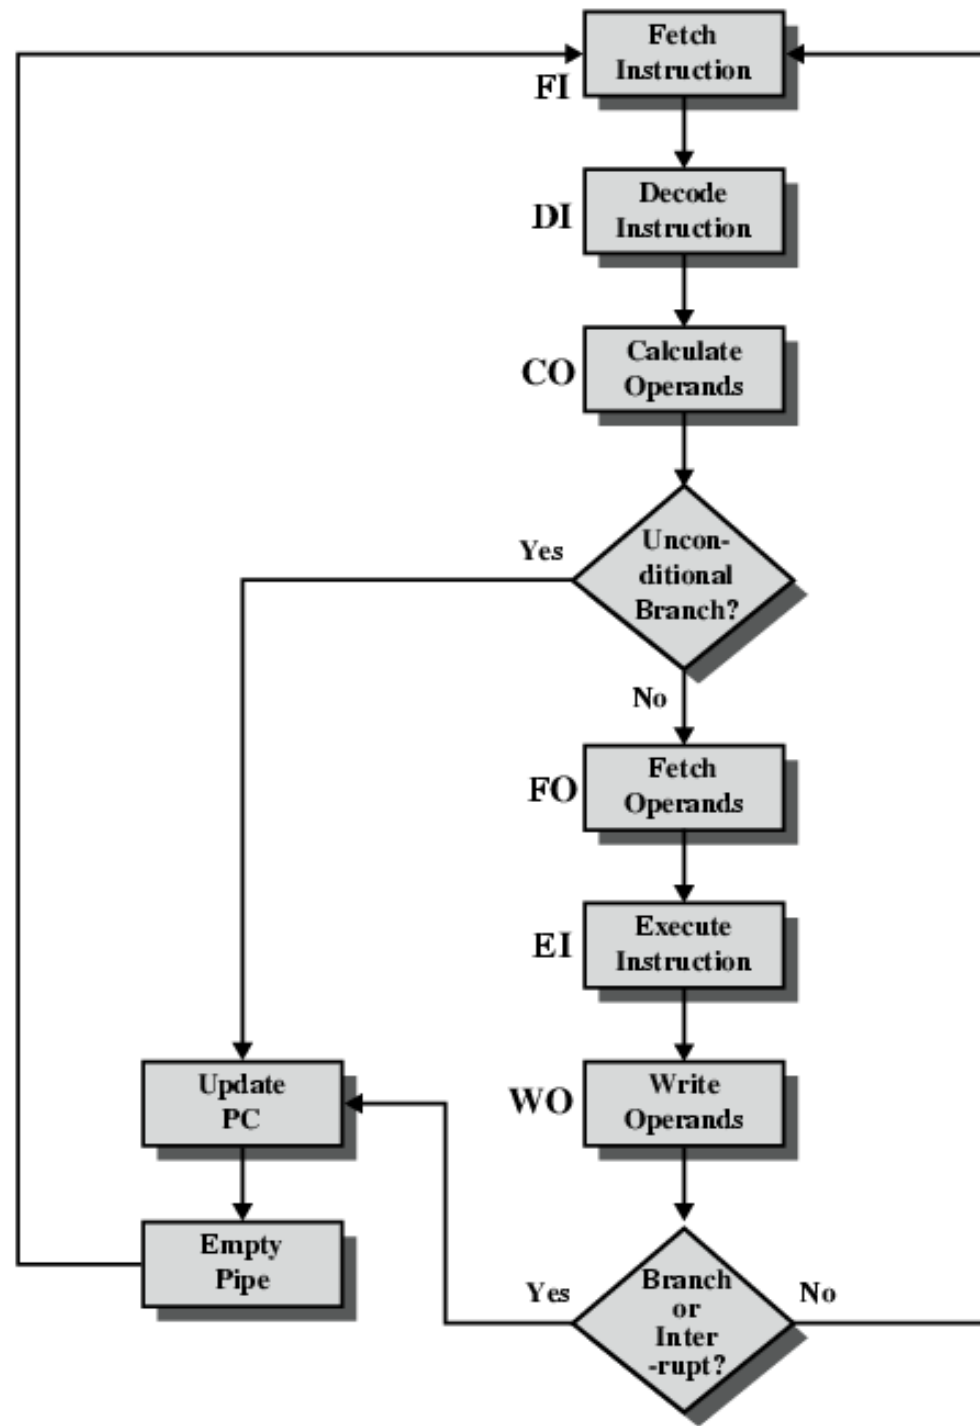 Fetch
Instruction
FI
Decode
Instruction
DI
Calculate
Operands
CO
Uncon-
ditional
Branch?
Yes
No
Fetch
Operands
FO
Execute
Instruction
EI
Write
Operands
WO
Update
PC
Empty
Pipe
Branch
or
Inter
-rupt?
Yes
No